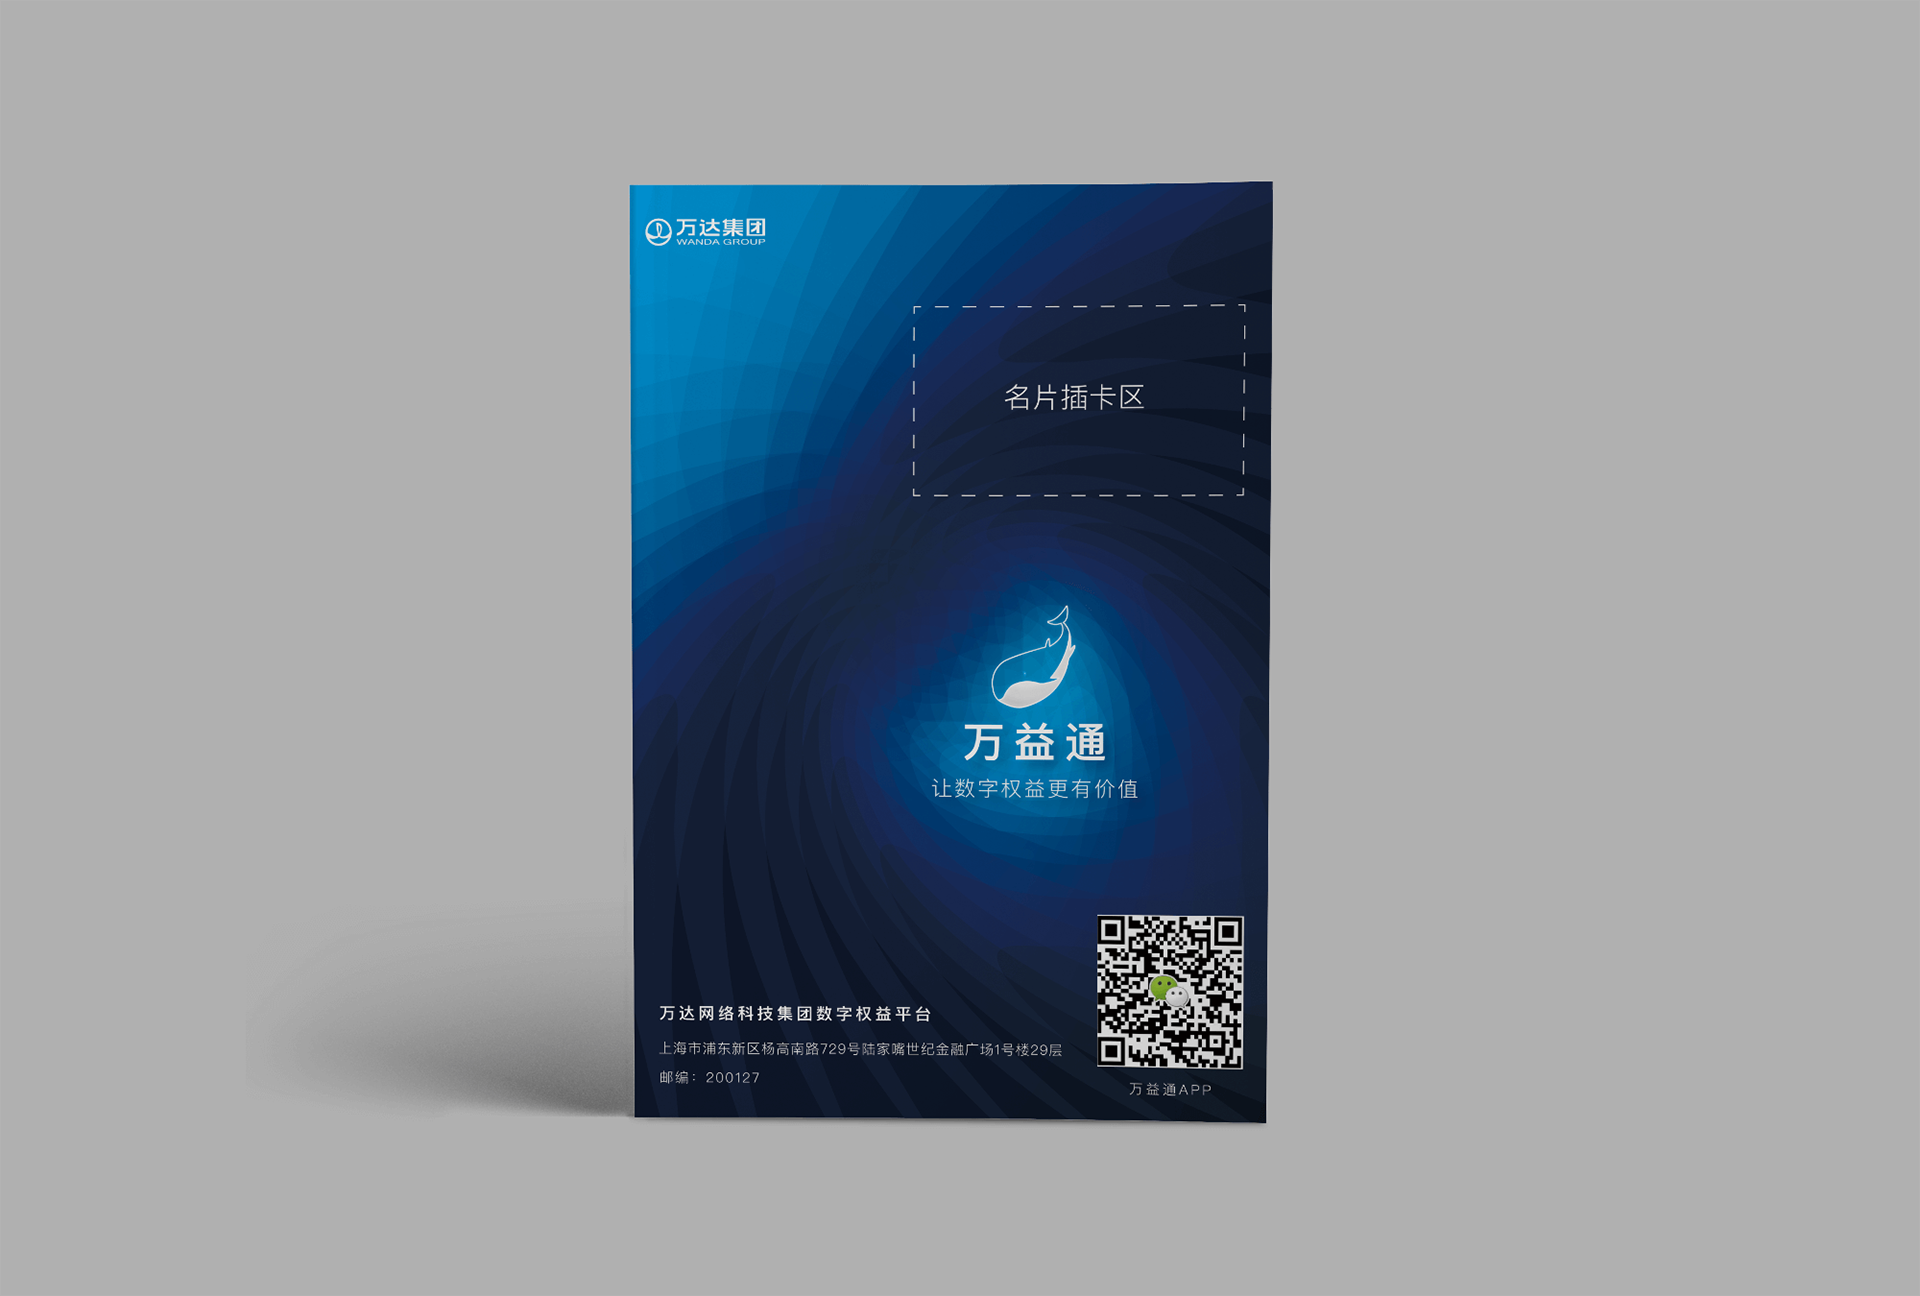 万达集团
WANDA GROUP
名片插卡区
万益通
让数字权益更有价值
万达网络科技集团数字权益平台
上海市浦东新区杨高南路729号陆家嘴世纪金融广场1号楼29层
邮编：200127
万益通APP